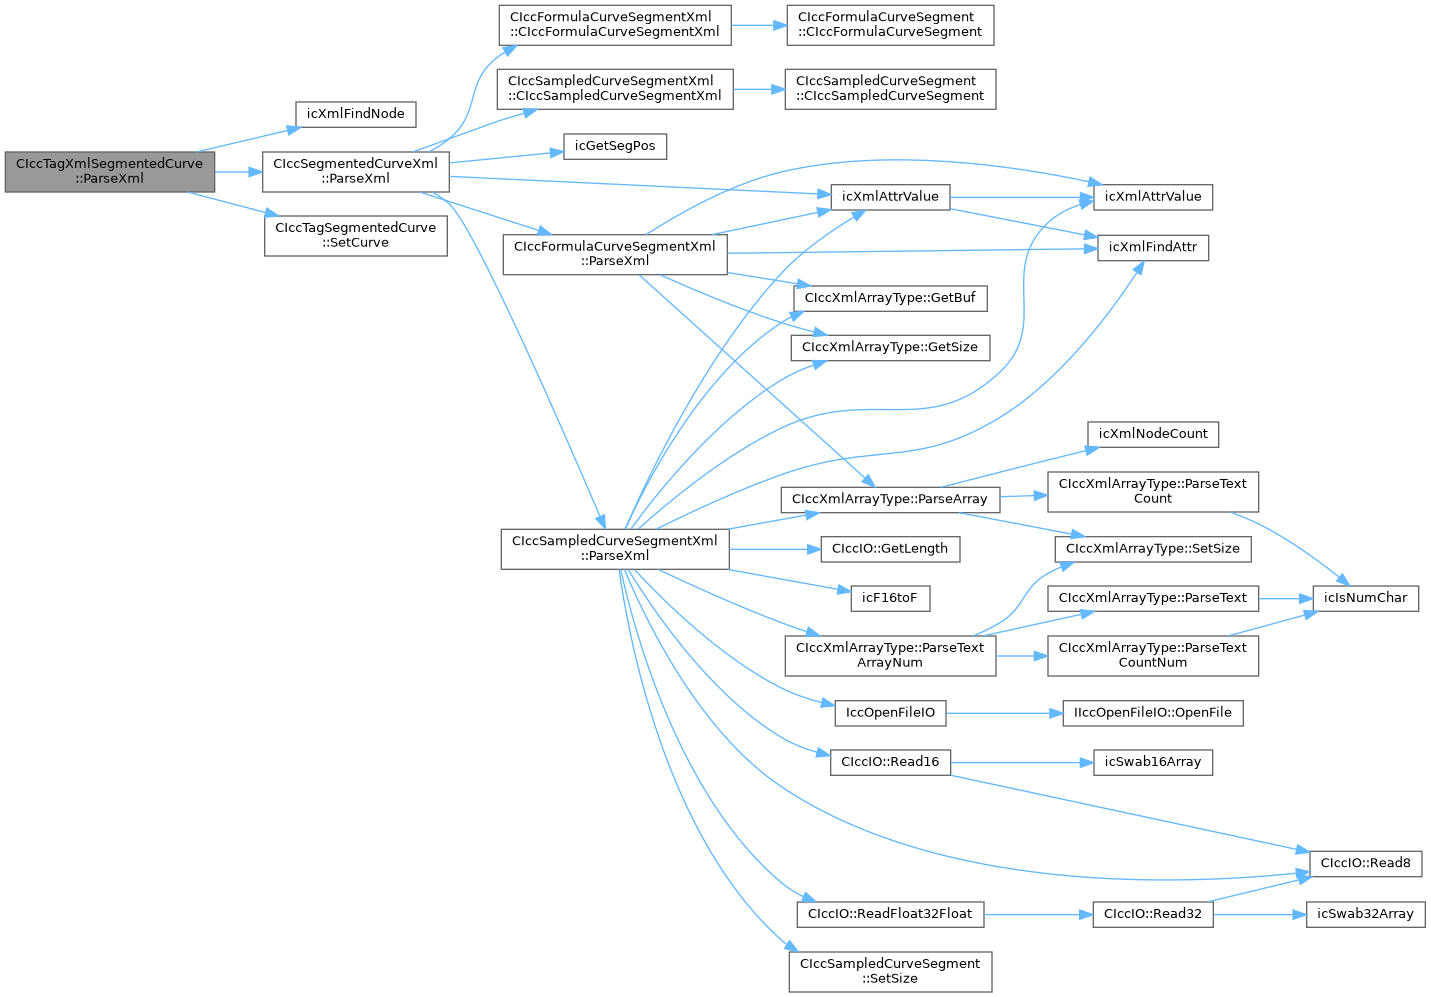 CIccTagXmlSegmentedCurve
::ParseXml
icXmlFindNode
CIccSegmentedCurveXml
::ParseXml
CIccTagSegmentedCurve
::SetCurve
CIccFormulaCurveSegmentXml
::CIccFormulaCurveSegmentXml
CIccFormulaCurveSegment
::CIccFormulaCurveSegment
CIccSampledCurveSegmentXml
::CIccSampledCurveSegmentXml
CIccSampledCurveSegment
::CIccSampledCurveSegment
icGetSegPos
icXmlAttrValue
icXmlAttrValue
CIccFormulaCurveSegmentXml
::ParseXml
icXmlFindAttr
CIccXmlArrayType::GetBuf
CIccXmlArrayType::GetSize
icXmlNodeCount
CIccXmlArrayType::ParseArray
CIccXmlArrayType::ParseText
Count
CIccSampledCurveSegmentXml
::ParseXml
CIccIO::GetLength
CIccXmlArrayType::SetSize
icF16toF
CIccXmlArrayType::ParseText
icIsNumChar
CIccXmlArrayType::ParseText
ArrayNum
CIccXmlArrayType::ParseText
CountNum
IccOpenFileIO
IIccOpenFileIO::OpenFile
CIccIO::Read16
icSwab16Array
CIccIO::Read8
CIccIO::ReadFloat32Float
CIccIO::Read32
icSwab32Array
CIccSampledCurveSegment
::SetSize